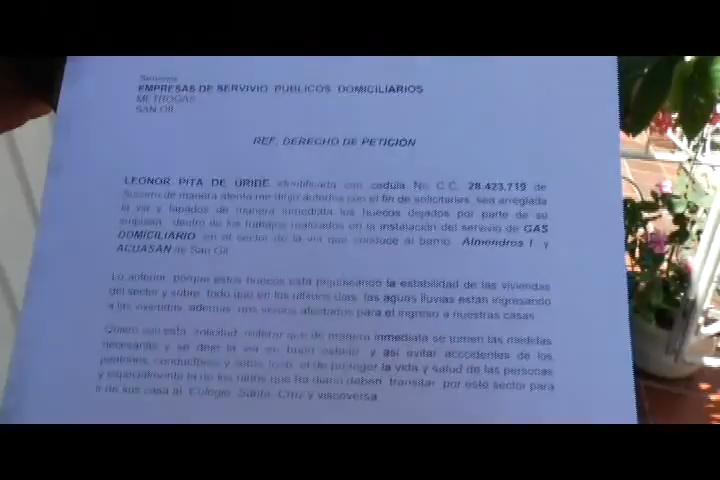 Señores
EMPRESAS DE SERVIVIO PUBLICOS DOMICILIARIOS
METROGAS
SAN GIL
REF. DERECHO DE PETICIÓN
LEONOR PITA DE URIBE identificada con cedula No C.C. 28.423.719 de
Socorro de manera atenta me dirijo a ustedes con el fin de solicitarles, sea arreglada
la vía y tapados de manera inmediata los huecos dejados por parte de su
empresa dentro de los trabajos realizados en la instalación del servicio de GAS
DOMICILIARIO en el sector de la vía que conduce al barrio Almendros I y
ACUASAN de San Gil
Lo anterior, porque estos huecos está perjudicando la estabilidad de las viviendas
del sector y sobre todo que en los últimos días, las aguas lluvias están ingresando
a las viviendas además nos vemos afectados para el ingreso a nuestras casas
Quiero con esta solicitud, reiterar que de manera inmediata se tomen las medidas
necesarias y se deje la vía en buen estado y así evitar accidentes de los
peatones, conductores y sobre todo el de proteger la vida y salud de las personas
y especialmente la de los niños que ha diario deben transitar por este sector para
ir de sus casa al Colegio Santa Cruz y viscoversa